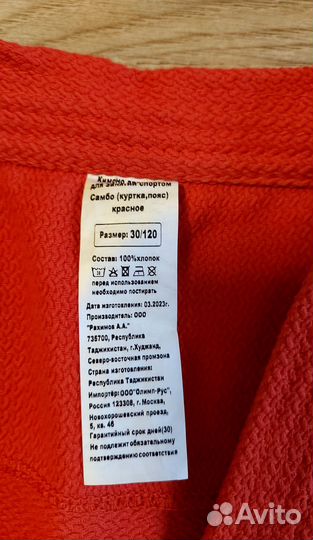 Кимоно для занятий спортом
Самбо (куртка,пояс)
красное
Размер: 30/120
Состав: 100%хлопок
перед использованием
необходимо постирать
Дата изготовления: 03.2023г.
Производитель: ООО
"Рахимов А.А."
735700, Республика
Таджикистан, г.Худжанд,
Северо-восточная промзона
Страна изготовления:
Республика Таджикистан
Импортёр:ООО"Олимп-Рус",
Россия 123308, г. Москва,
Новохорошевский проезд,
5, кв. 46
Гарантийный срок дней(30)
Не подлежит обязательному
подтверждению соответствия
Avito